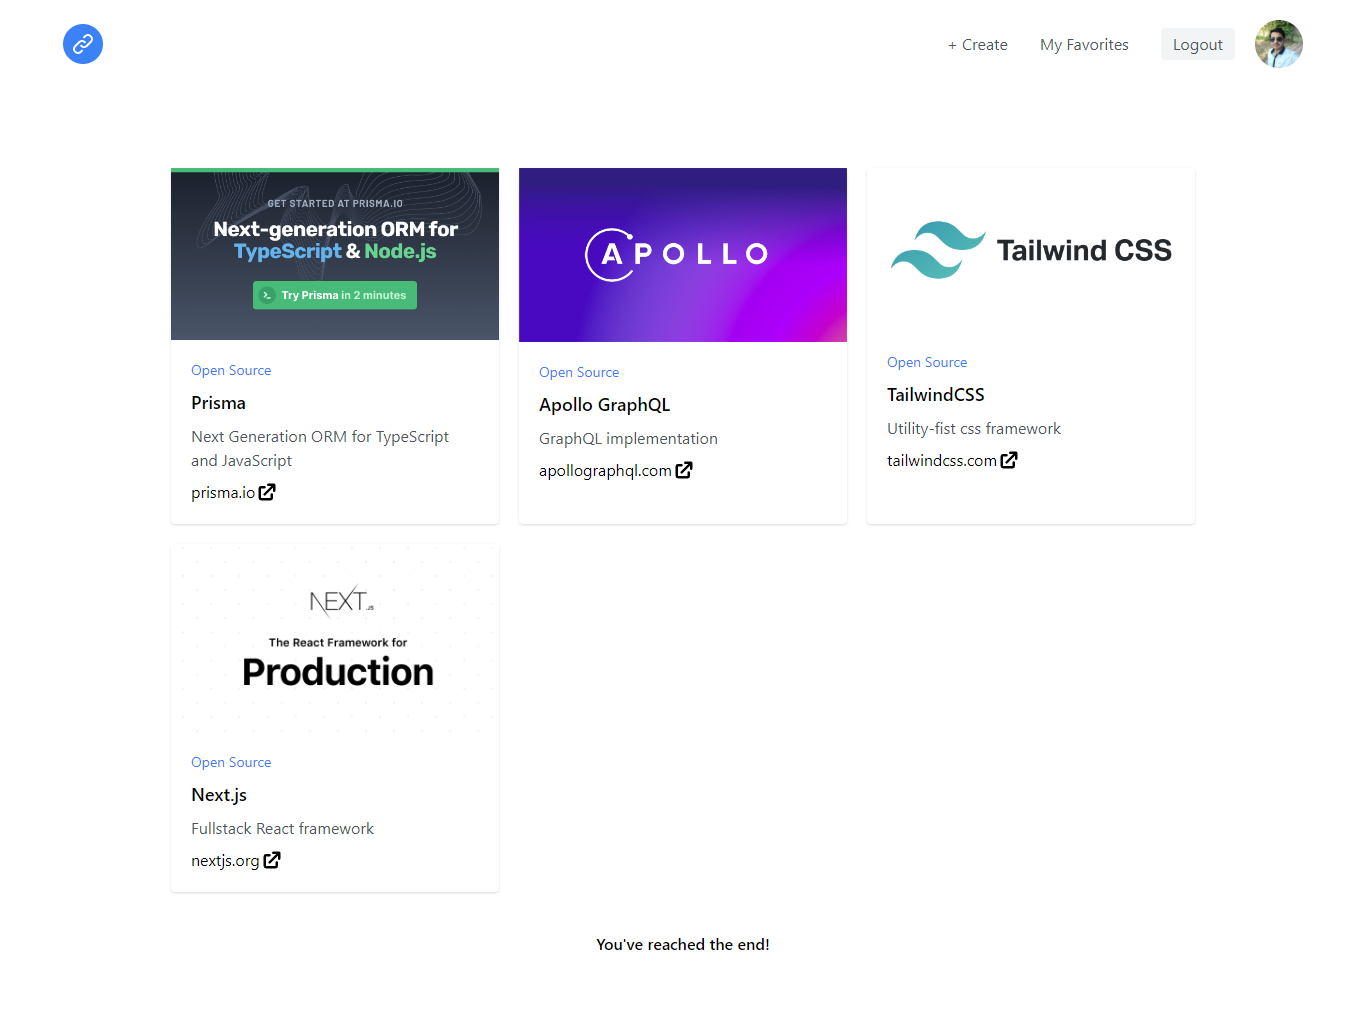 + Create
My Favorites
Logout
GET STARTED AT PRISMA.IO
Next-generation ORM for
TypeScript & Node.js
Try Prisma in 2 minutes
Open Source
Prisma
Next Generation ORM for TypeScript
and JavaScript
prisma.io
APOLLO
Open Source
Apollo GraphQL
GraphQL implementation
apollographql.com
Tailwind CSS
Open Source
TailwindCSS
Utility-fist css framework
tailwindcss.com
NEXT.JS
The React Framework for
Production
Open Source
Next.js
Fullstack React framework
nextjs.org
You've reached the end!